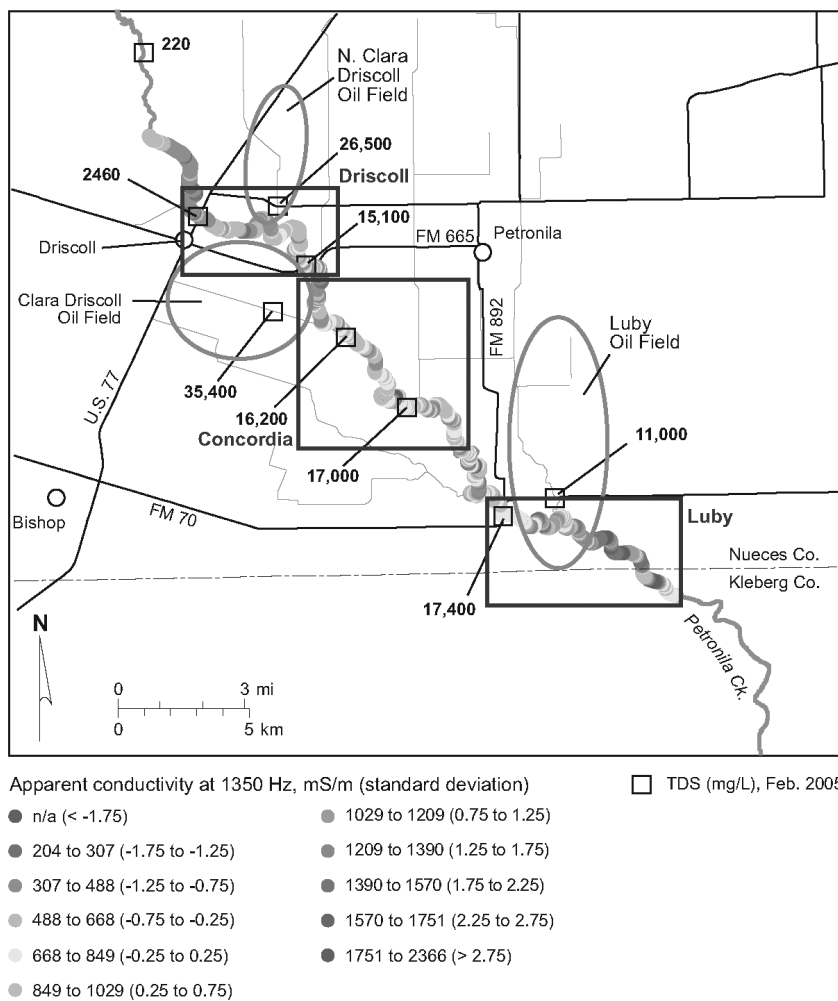 220
N. Clara
Driscoll
Oil Field
26,500
2460
Driscoll
15,100
FM 665
Petronila
Driscoll
Clara Driscoll
Oil Field
FM 892
Luby
Oil Field
U.S. 77
35,400
16,200
Concordia
11,000
17,000
Bishop
FM 70
Luby
Nueces Co.
Kleberg Co.
17,400
N
Petronila Ck.
0 3 mi
0 5 km
Apparent conductivity at 1350 Hz, mS/m (standard deviation)
TDS (mg/L), Feb. 2005
n/a (< -1.75)
204 to 307 (-1.75 to -1.25)
307 to 488 (-1.25 to -0.75)
488 to 668 (-0.75 to -0.25)
668 to 849 (-0.25 to 0.25)
849 to 1029 (0.25 to 0.75)
1029 to 1209 (0.75 to 1.25)
1209 to 1390 (1.25 to 1.75)
1390 to 1570 (1.75 to 2.25)
1570 to 1751 (2.25 to 2.75)
1751 to 2366 (> 2.75)